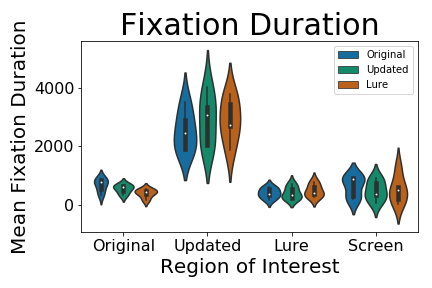 Fixation Duration
Mean Fixation Duration
4000
2000
0
Original
Updated
Lure
Original
Updated
Lure
Screen
Region of Interest